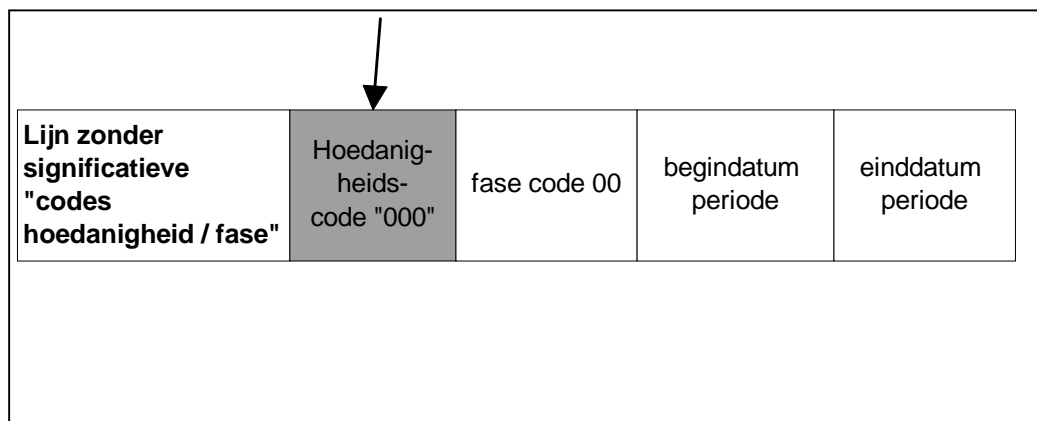 Lijn zonder
significatieve
"codes
hoedanigheid / fase"
Hoedanig-
heids-
code "000"
fase code 00
begindatum
periode
einddatum
periode